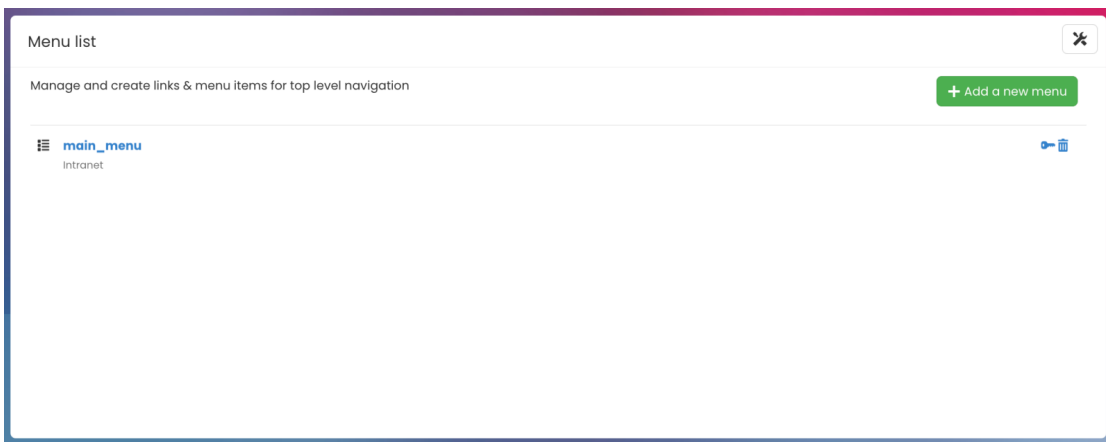 Menu list
Manage and create links & menu items for top level navigation
Add a new menu
main_menu
Intranet